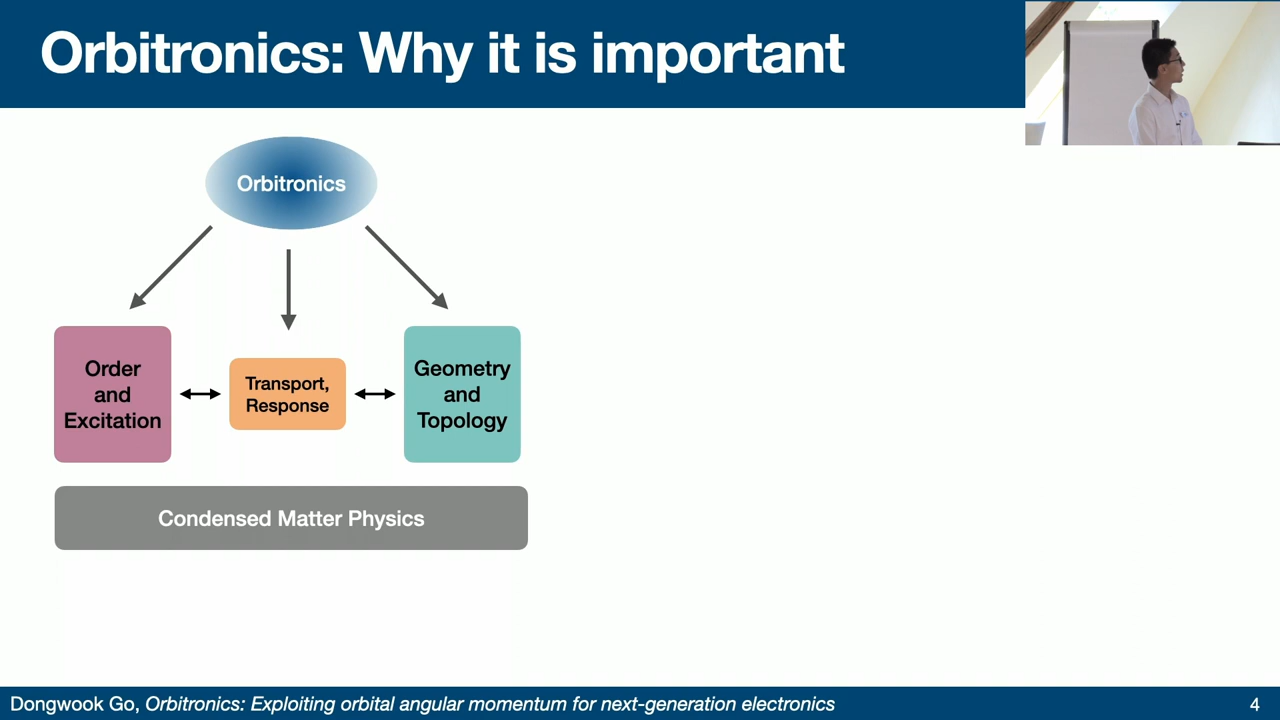 Orbitronics: Why it is important
Orbitronics
Order
and
Excitation
Transport,
Response
Geometry
and
Topology
Condensed Matter Physics
Dongwook Go, Orbitronics: Exploiting orbital angular momentum for next-generation electronics
4